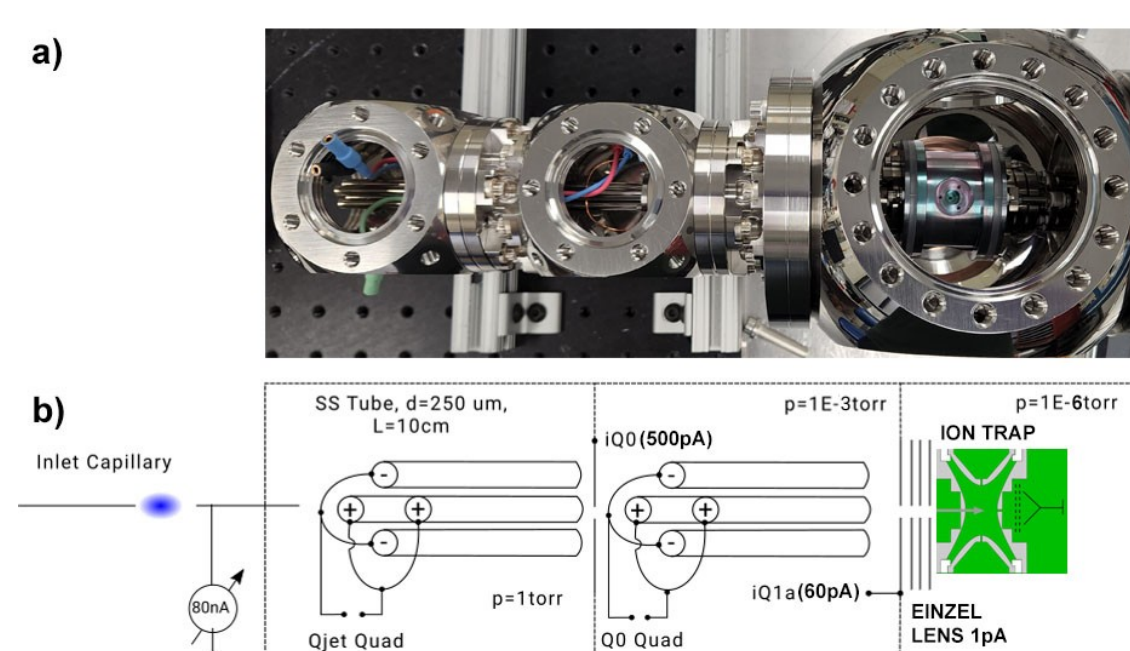 a)
b)
SS Tube, d=250 um,
L=10cm
p=1E-3torr
p=1E-6torr
Inlet Capillary
iQ0 (500pA)
ION TRAP
-
+
+
-
-
+
+
-
80nA
p=1torr
iQ1a(60pA)
Qjet Quad
Q0 Quad
EINZEL
LENS 1pA